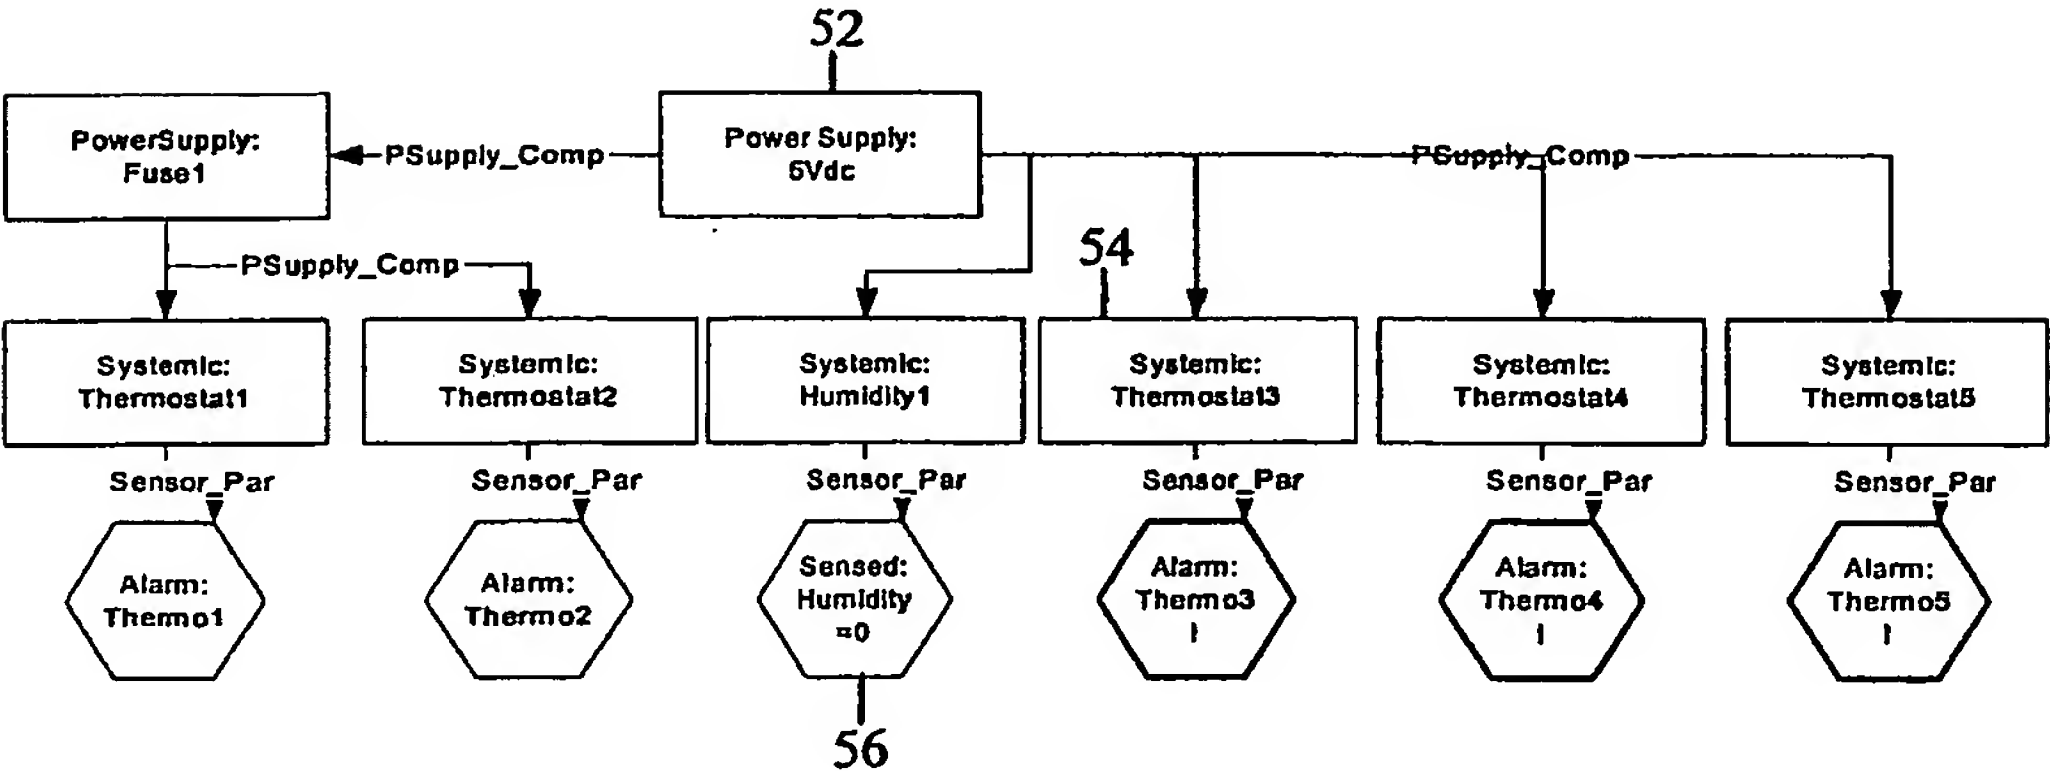 52
PowerSupply:
Fuse1
PSupply_Comp
Power Supply:
5Vdc
PSupply_Comp
PSupply_Comp
54
Systemic:
Thermostat1
Systemic:
Thermostat2
Systemic:
Humidity1
Systemic:
Thermostat3
Systemic:
Thermostat4
Systemic:
Thermostat5
Sensor_Par
Sensor_Par
Sensor_Par
Sensor_Par
Sensor_Par
Sensor_Par
Alarm:
Thermo1
Alarm:
Thermo2
Sensed:
Humidity
=0
Alarm:
Thermo3
!
Alarm:
Thermo4
!
Alarm:
Thermo5
!
56